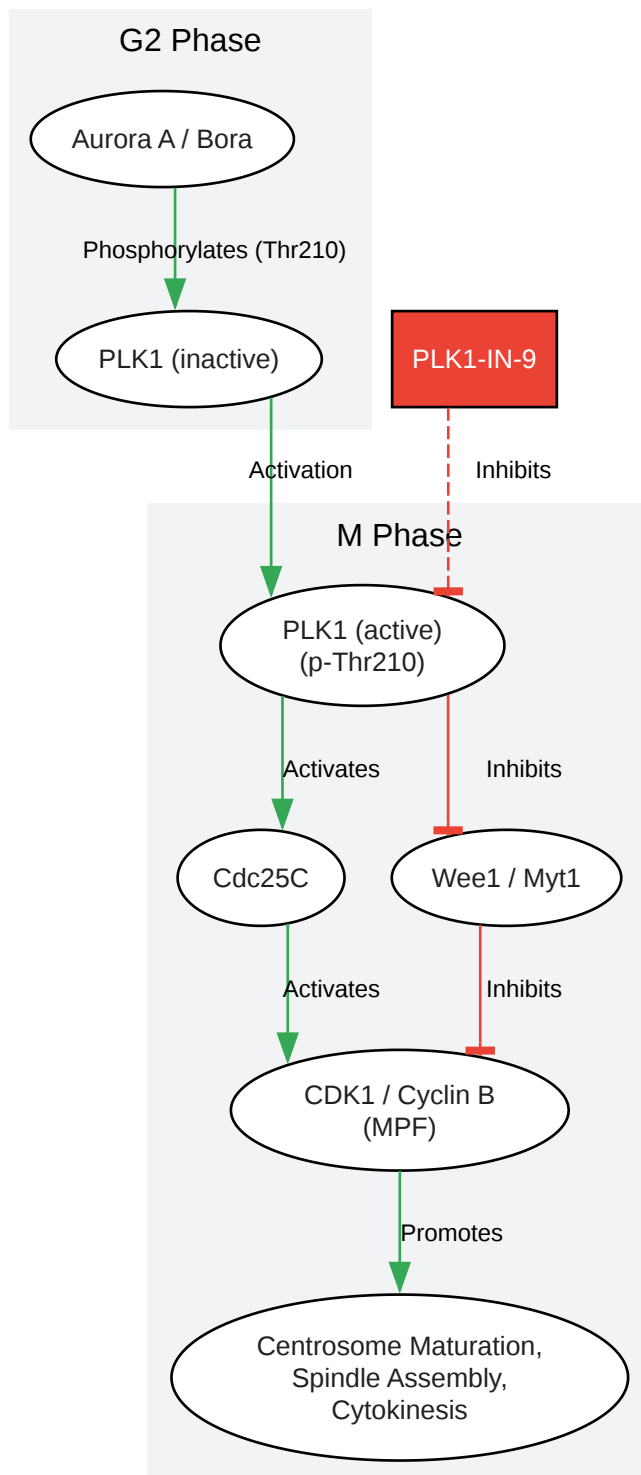 G2 Phase
Aurora A / Bora
Phosphorylates (Thr210)
PLK1 (inactive)
PLK1-IN-9
Activation
Inhibits
M Phase
PLK1 (active)
(p-Thr210)
Activates
Inhibits
Cdc25C
Wee1 / Myt1
Activates
Inhibits
CDK1 / Cyclin B
(MPF)
Promotes
Centrosome Maturation,
Spindle Assembly,
Cytokinesis